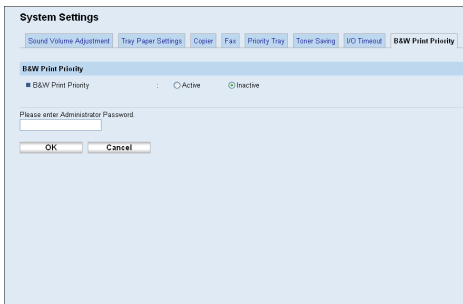 System Settings
Sound Volume Adjustment Tray Paper Settings Copier Fax Priority Tray Toner Saving I/O Timeout B&W Print Priority
B&W Print Priority
B&W Print Priority : Active Inactive
Please enter Administrator Password.
OK Cancel